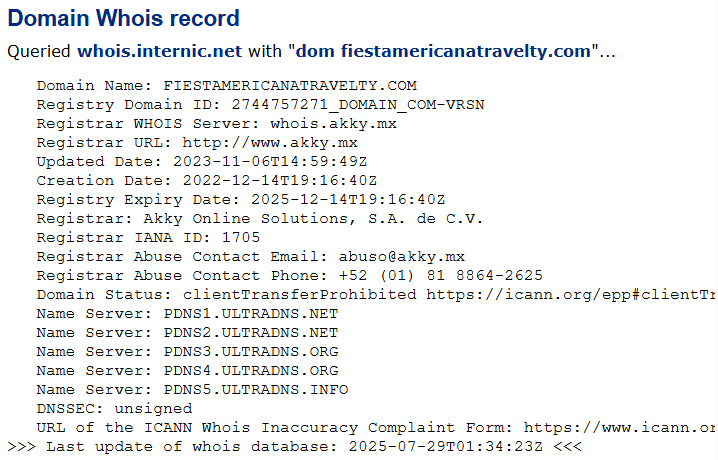 Domain Whois record
Queried whois.internic.net with "dom fiestamericanatravelty.com"...
Domain Name: FIESTAMERICANATRAVELTY.COM
Registry Domain ID: 2744757271_DOMAIN_COM-VRSN
Registrar WHOIS Server: whois.akky.mx
Registrar URL: http://www.akky.mx
Updated Date: 2023-11-06T14:59:49Z
Creation Date: 2022-12-14T19:16:40Z
Registry Expiry Date: 2025-12-14T19:16:40Z
Registrar: Akky Online Solutions, S.A. de C.V.
Registrar IANA ID: 1705
Registrar Abuse Contact Email: abuso@akky.mx
Registrar Abuse Contact Phone: +52 (01) 81 8864-2625
Domain Status: clientTransferProhibited https://icann.org/epp#clientTr
Name Server: PDNS1.ULTRADNS.NET
Name Server: PDNS2.ULTRADNS.NET
Name Server: PDNS3.ULTRADNS.ORG
Name Server: PDNS4.ULTRADNS.ORG
Name Server: PDNS5.ULTRADNS.INFO
DNSSEC: unsigned
URL of the ICANN Whois Inaccuracy Complaint Form: https://www.icann.or
>>> Last update of whois database: 2025-07-29T01:34:23Z <<<